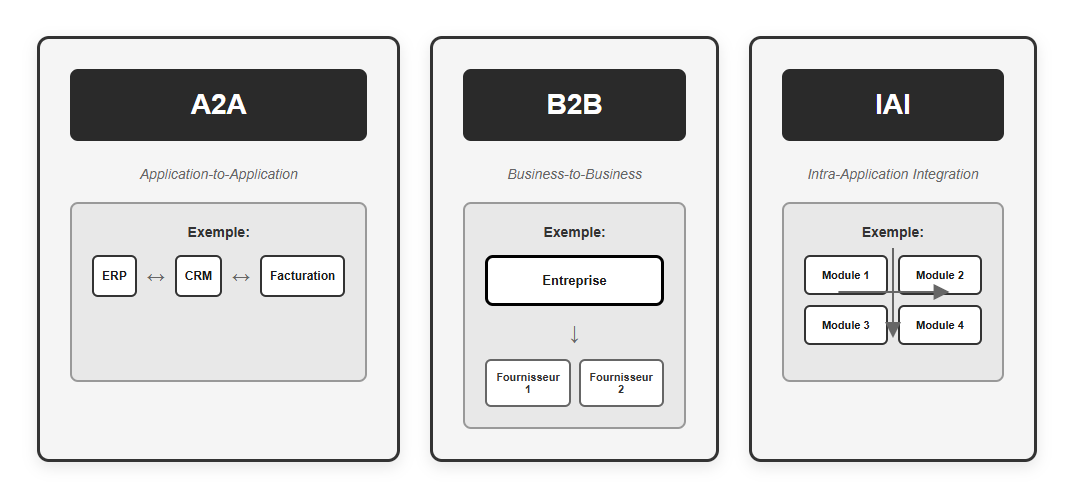 A2A
Application-to-Application
Exemple:
ERP ↔ CRM ↔ Facturation
B2B
Business-to-Business
Exemple:
Entreprise
↓
Fournisseur
1
Fournisseur
2
IAI
Intra-Application Integration
Exemple:
Module 1
Module 2
Module 3
Module 4